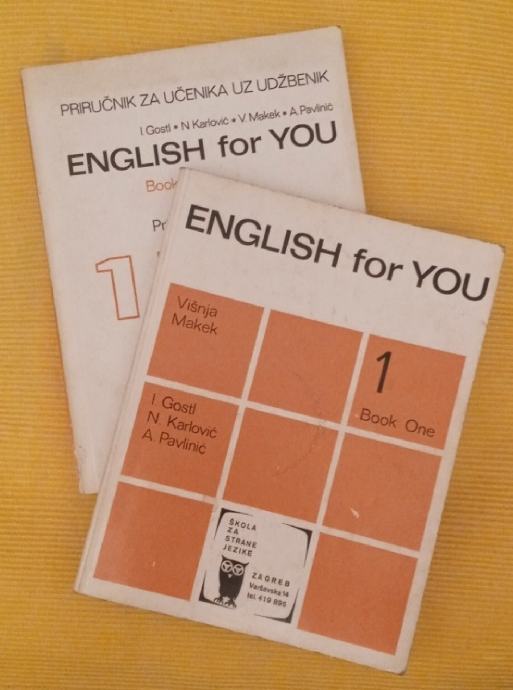 PRIRUČNIK ZA UČENIKA UZ UDŽBENIK
I. Gostl • N. Karlović • V. Makek • A. Pavlinić
ENGLISH for YOU
Book
1
ENGLISH for YOU
Višnja
Makek
1
Book One
I. Gostl
N. Karlović
A. Pavlinić
ŠKOLA
ZA
STRANE
JEZIKE
ZAGREB
Varšavska 14
tel. 419 895